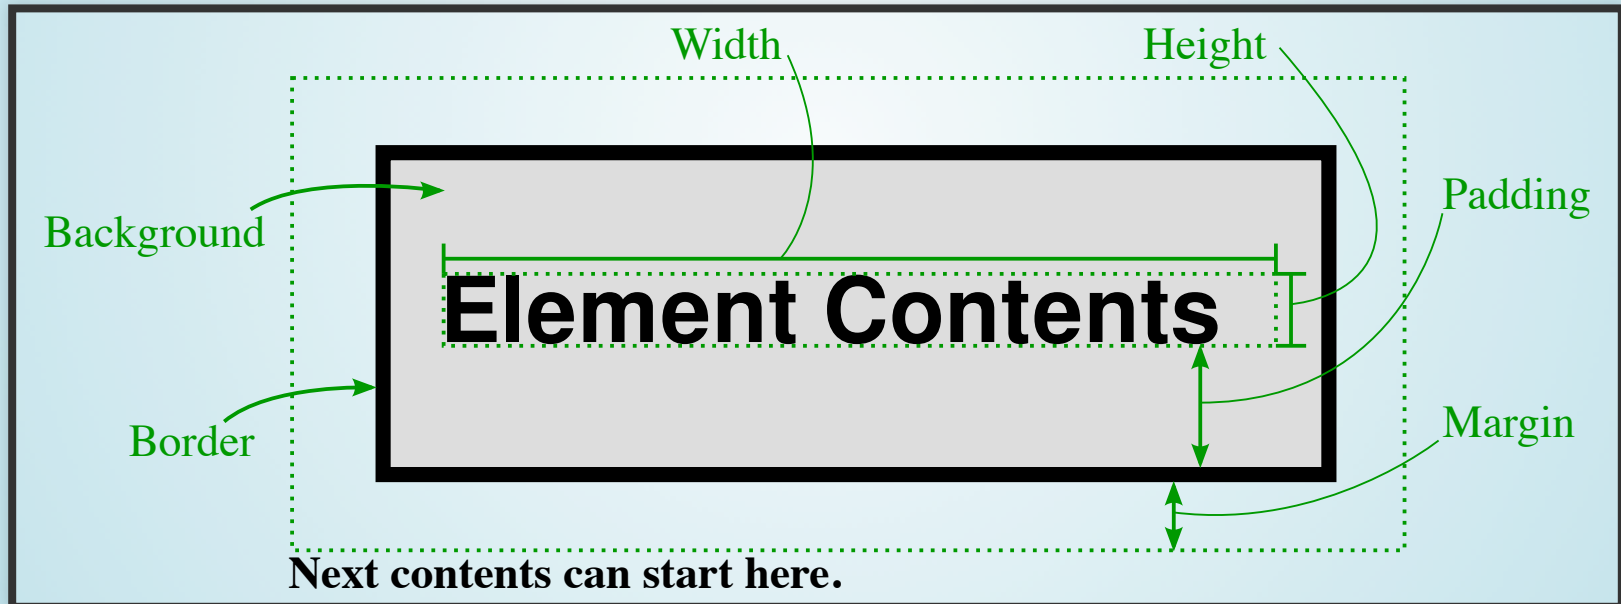 Width
Height
Padding
Background
Element Contents
Margin
Border
Next contents can start here.